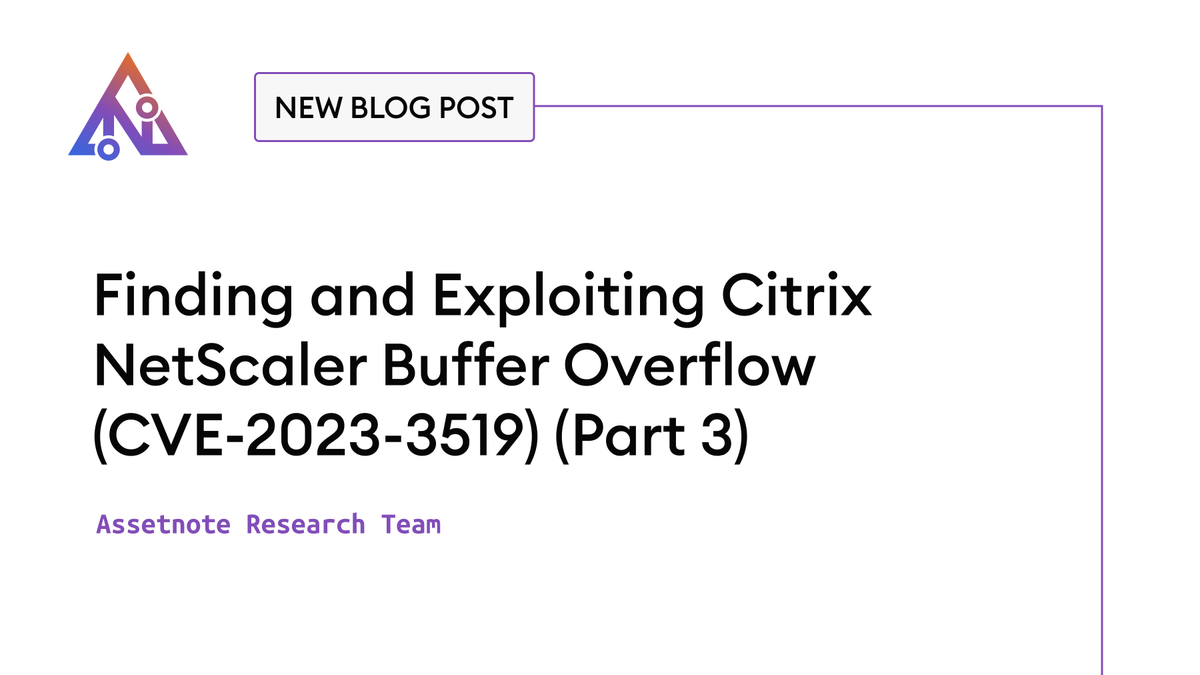 NEW BLOG POST
Finding and Exploiting Citrix
NetScaler Buffer Overflow
(CVE-2023-3519) (Part 3)
Assetnote Research Team